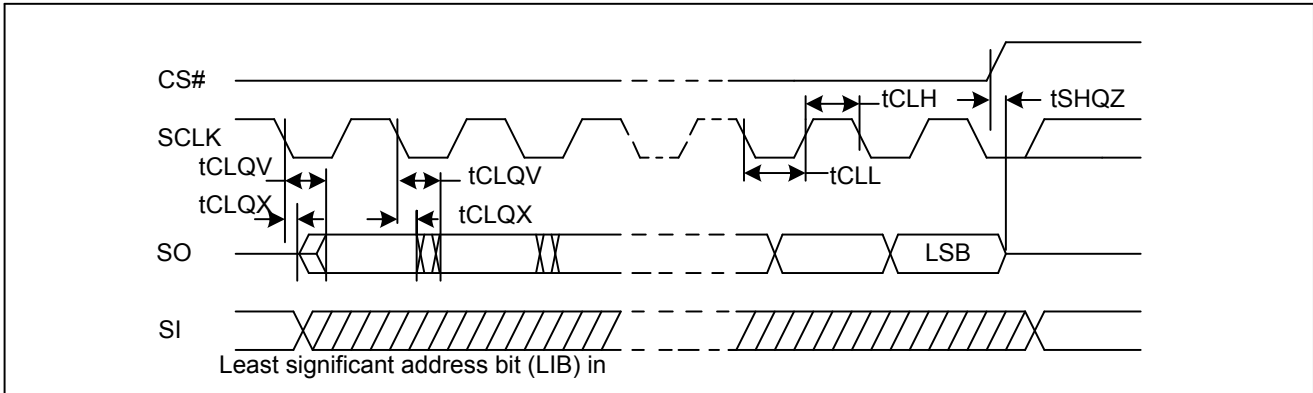 CS#
tCLH
tSHQZ
SCLK
tCLQV
tCLQV
tCLL
tCLQX
tCLQX
SO
LSB
SI
Least significant address bit (LIB) in